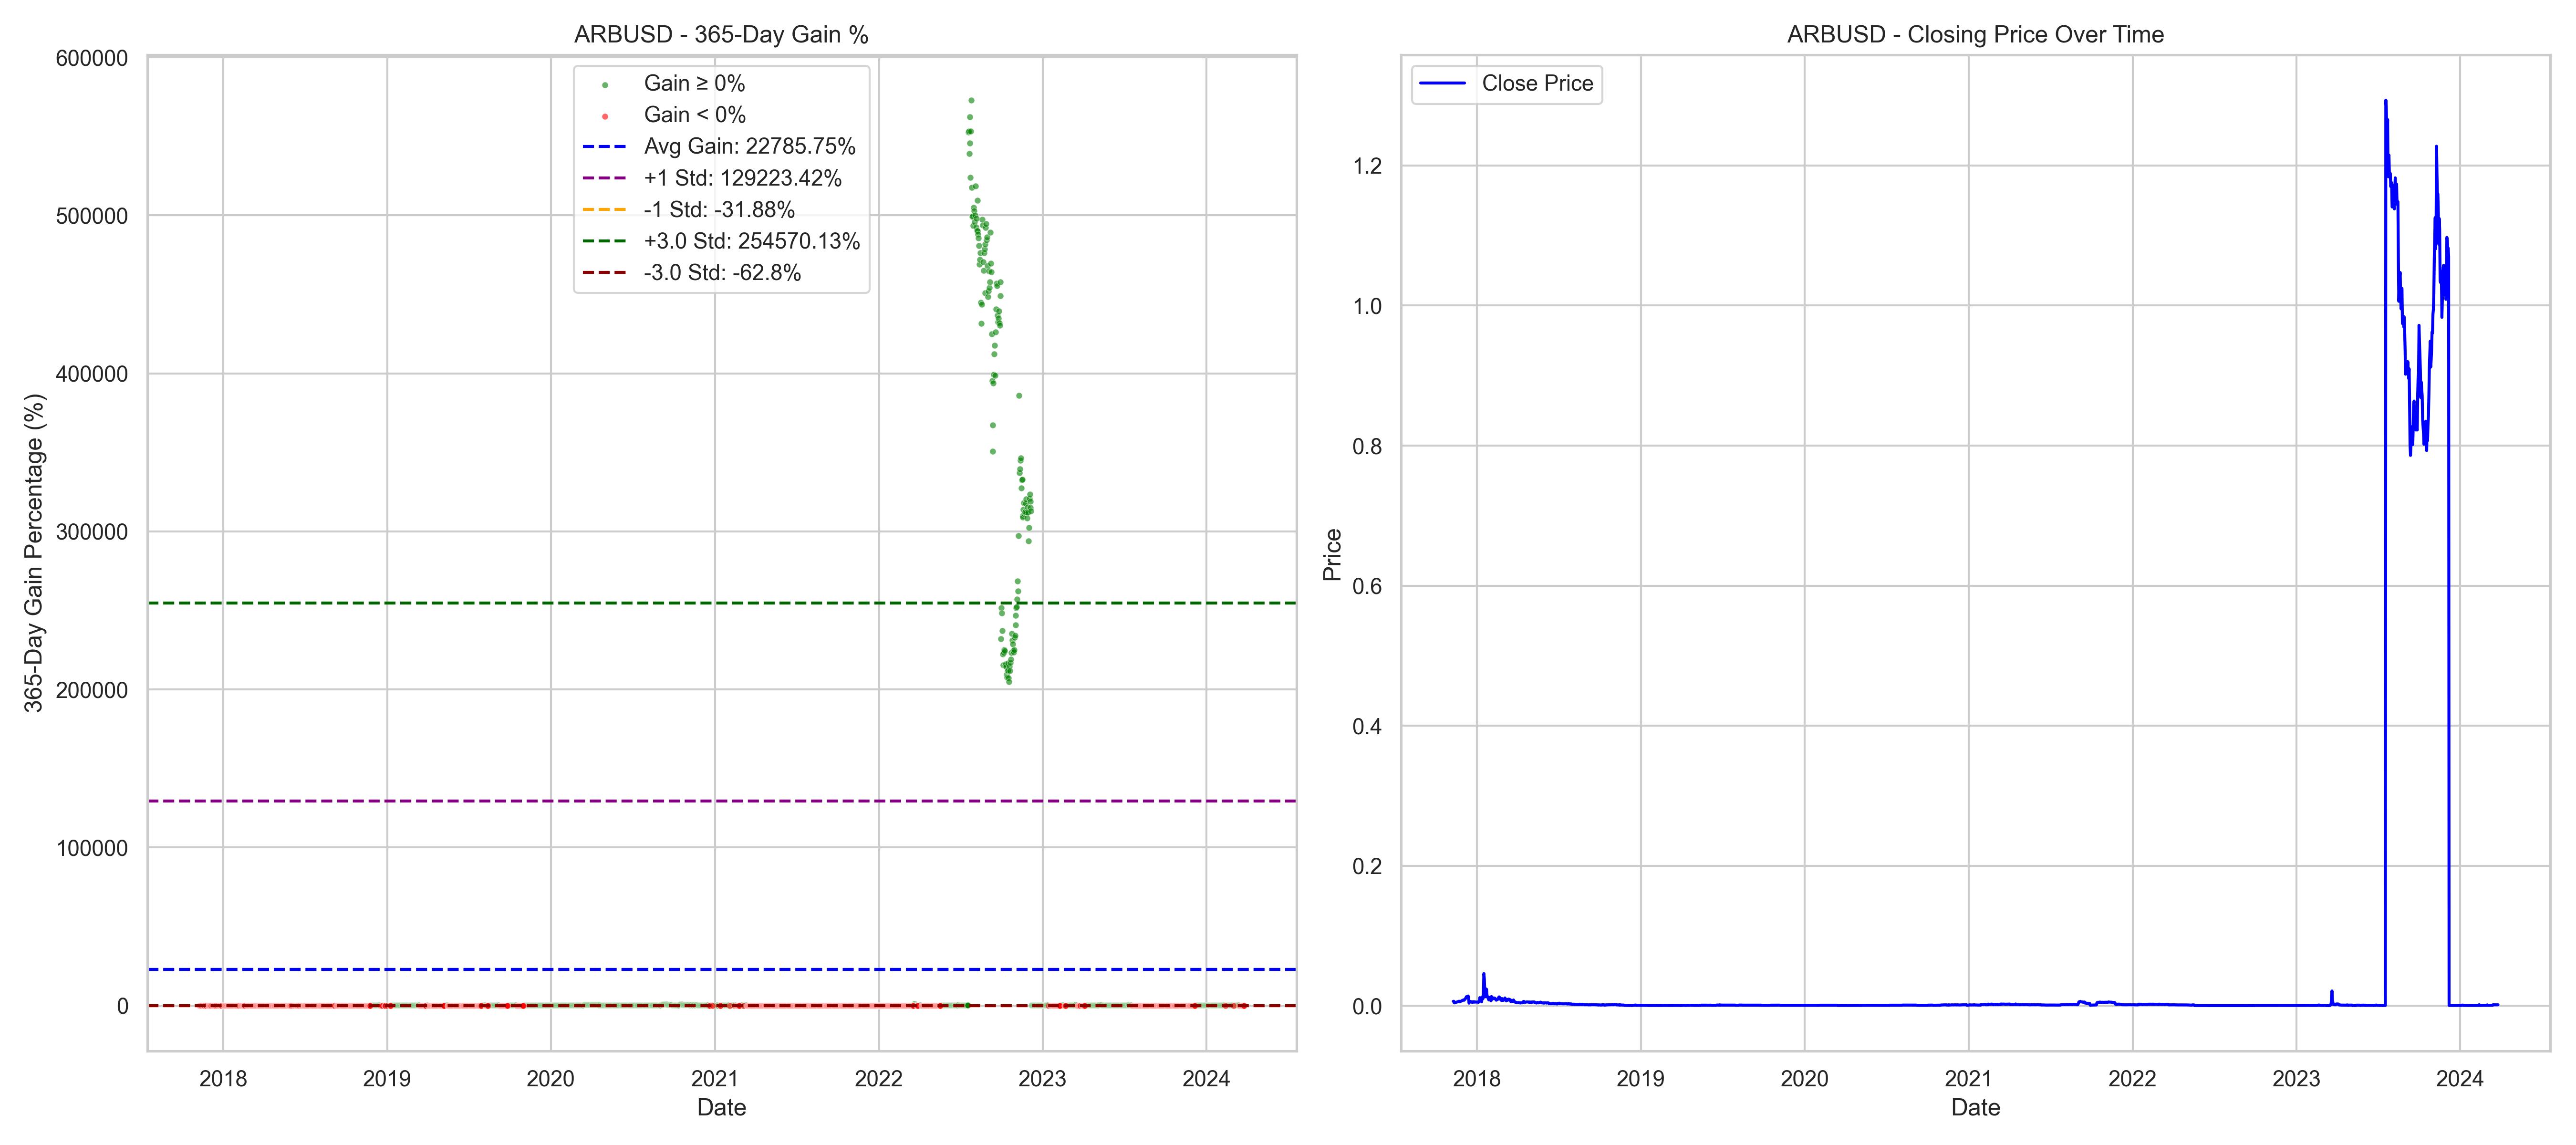 ARBUSD - 365-Day Gain %
600000
500000
400000
300000
200000
100000
0
365-Day Gain Percentage (%)
Gain ≥ 0%
Gain < 0%
Avg Gain: 22785.75%
+1 Std: 129223.42%
-1 Std: -31.88%
+3.0 Std: 254570.13%
-3.0 Std: -62.8%
2018 2019 2020 2021 2022 2023 2024
Date
ARBUSD - Closing Price Over Time
Close Price
1.2
1.0
0.8
0.6
0.4
0.2
0.0
Price
2018 2019 2020 2021 2022 2023 2024
Date